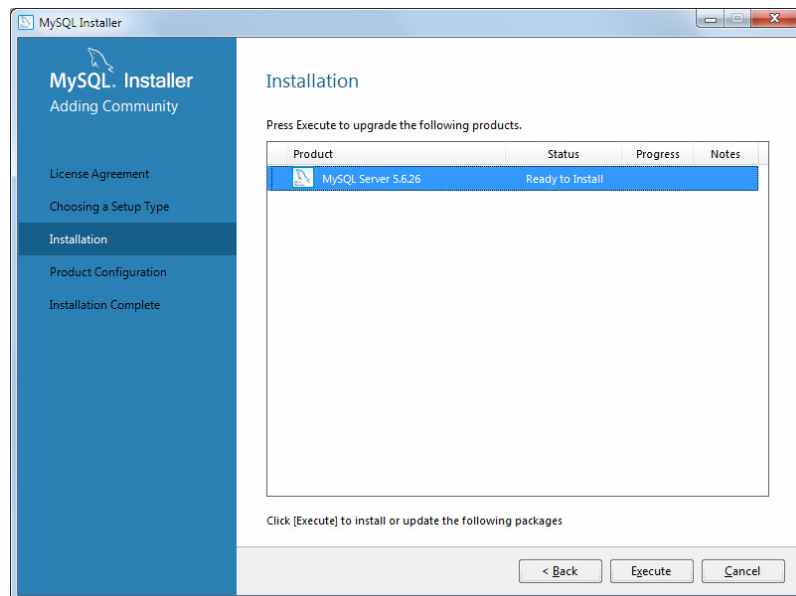 MySQL Installer
MySQL. Installer
Adding Community
License Agreement
Choosing a Setup Type
Installation
Product Configuration
Installation Complete
Installation
Press Execute to upgrade the following products.
Product Status Progress Notes
MySQL Server 5.6.26 Ready to Install
Click [Execute] to install or update the following packages
< Back Execute Cancel